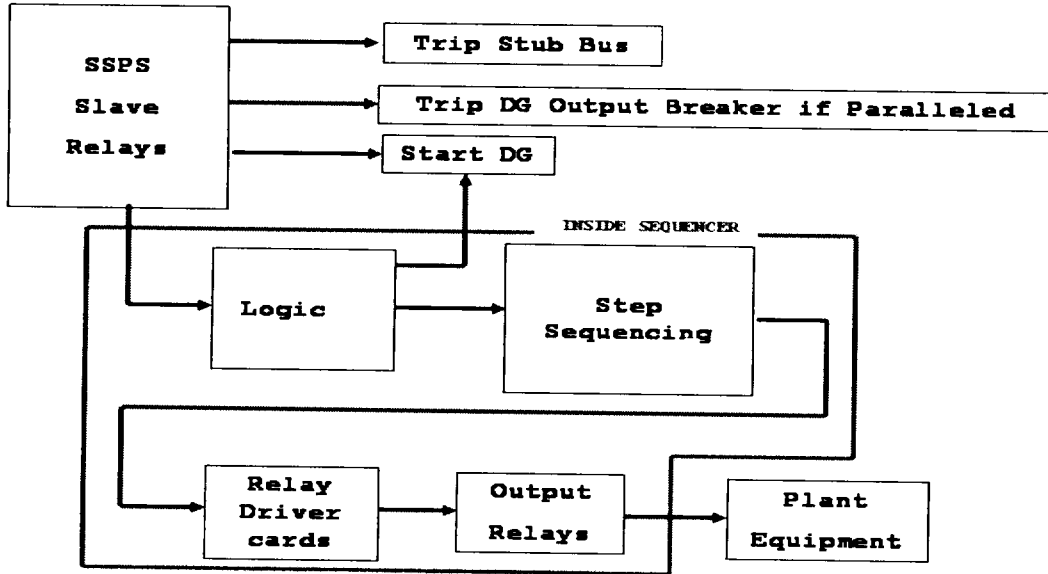 SSPS
Slave
Relays
Trip Stub Bus
Trip DG Output Breaker if Paralleled
Start DG
INSIDE SEQUENCER
Logic
Step
Sequencing
Relay
Driver
cards
Output
Relays
Plant
Equipment